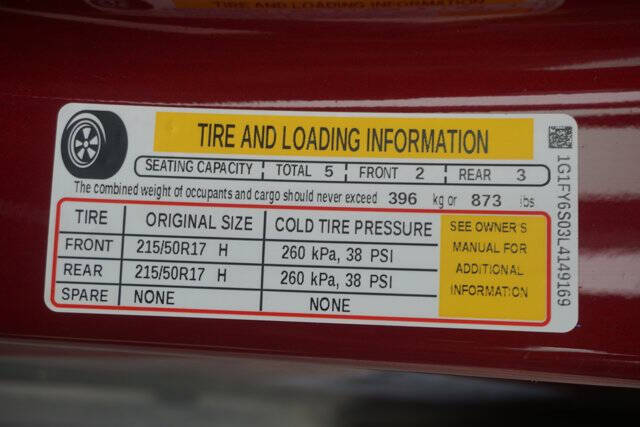 TIRE AND LOADING INFORMATION
SEATING CAPACITY TOTAL 5 FRONT 2 REAR 3
The combined weight of occupants and cargo should never exceed 396 kg or 873 lbs
TIRE ORIGINAL SIZE COLD TIRE PRESSURE
FRONT 215/50R17 H 260 kPa, 38 PSI
REAR 215/50R17 H 260 kPa, 38 PSI
SPARE NONE NONE
SEE OWNER'S
MANUAL FOR
ADDITIONAL
INFORMATION
1G1FY6S03L4149169